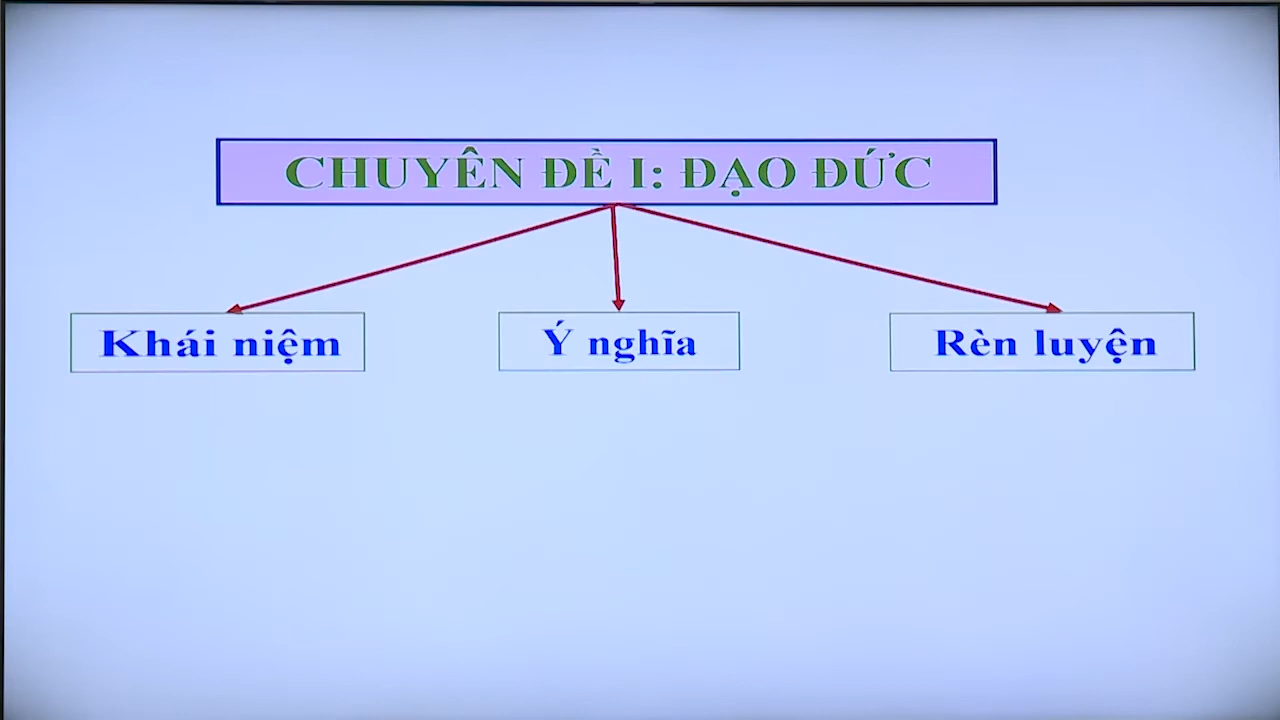 CHUYÊN ĐỀ I: ĐẠO ĐỨC
Khái niệm
Ý nghĩa
Rèn luyện